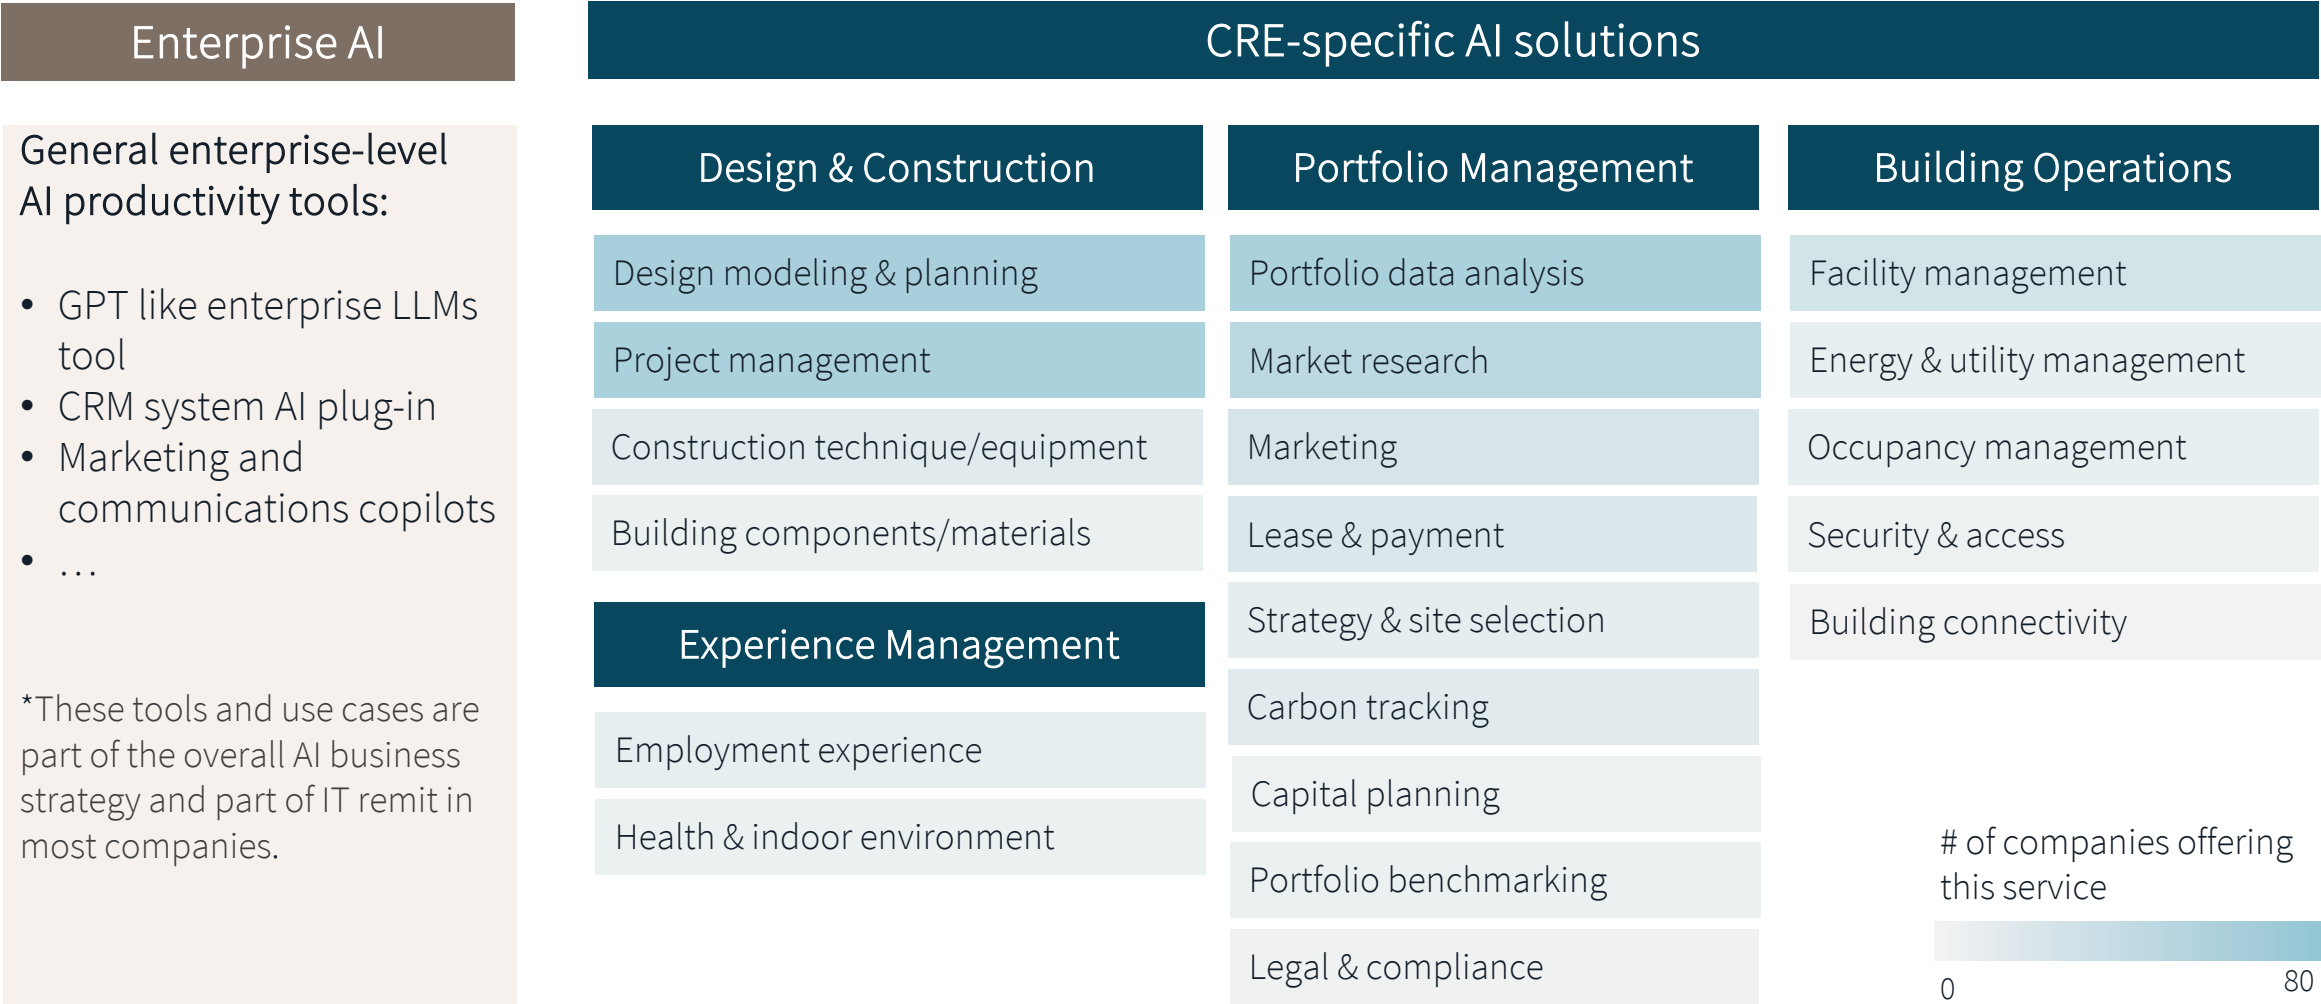 Enterprise AI
General enterprise-level
AI productivity tools:
• GPT like enterprise LLMs
tool
• CRM system AI plug-in
• Marketing and
communications copilots
• …
*These tools and use cases are
part of the overall AI business
strategy and part of IT remit in
most companies.
CRE-specific AI solutions
Design & Construction
Design modeling & planning
Project management
Construction technique/equipment
Building components/materials
Experience Management
Employment experience
Health & indoor environment
Portfolio Management
Portfolio data analysis
Market research
Marketing
Lease & payment
Strategy & site selection
Carbon tracking
Capital planning
Portfolio benchmarking
Legal & compliance
Building Operations
Facility management
Energy & utility management
Occupancy management
Security & access
Building connectivity
# of companies offering
this service
0 80